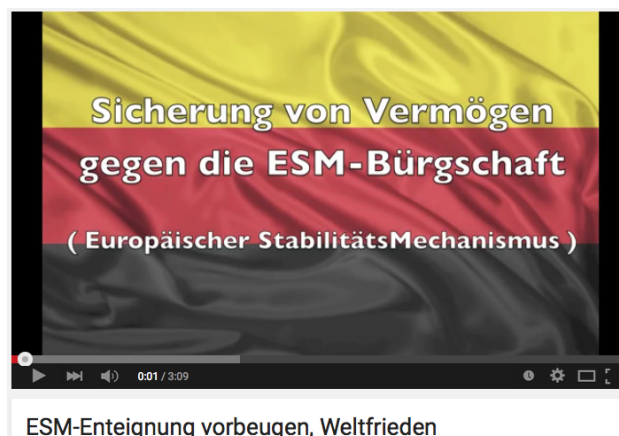 Sicherung von Vermögen
gegen die ESM-Bürgschaft
( Europäischer StabilitätsMechanismus )
0:01 / 3:09
ESM-Enteignung vorbeugen, Weltfrieden